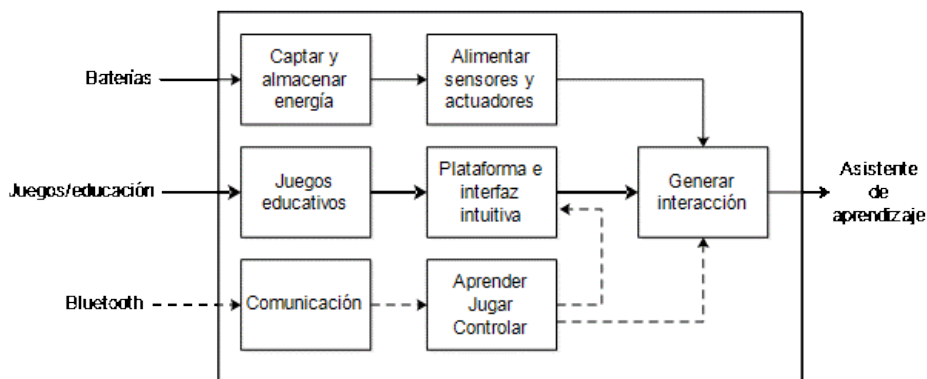 Baterías
Captar y
almacenar
energía
Alimentar
sensores y
actuadores
Juegos/educación
Juegos
educativos
Plataforma e
interfaz
intuitiva
Generar
interacción
Asistente
de
aprendizaje
Bluetooth
Comunicación
Aprender
Jugar
Controlar